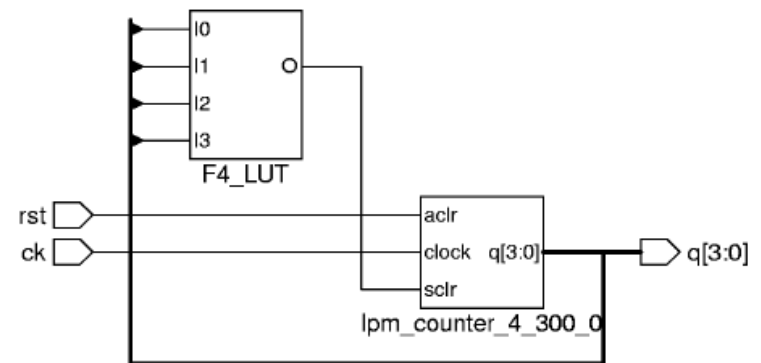 I0
I1
O
I2
I3
F4_LUT
rst
aclr
ck
clock
q[3:0]
q[3:0]
sclr
lpm_counter_4_300_0